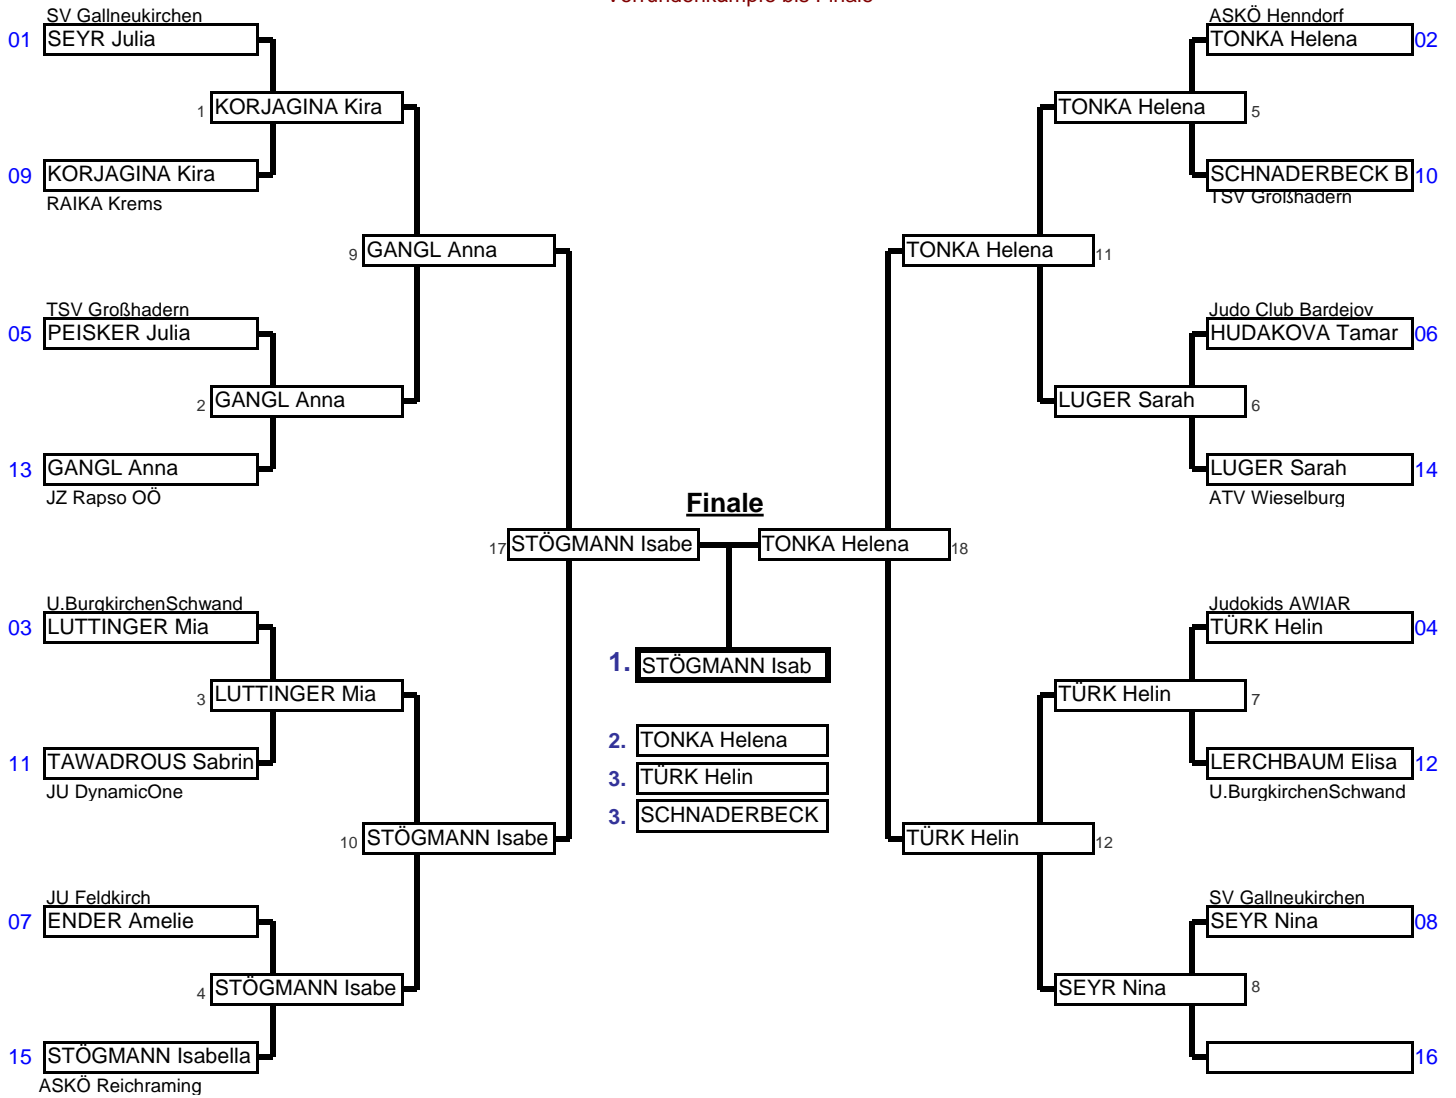 Vorrundenkämpfe bis Finale
SV Gallneukirchen
01 SEYR Julia
1 KORJAGINA Kira
09 KORJAGINA Kira
RAIKA Krems
9 GANGL Anna
TSV Großhadern
05 PEISKER Julia
2 GANGL Anna
13 GANGL Anna
JZ Rapso OÖ
17 STÖGMANN Isabe
U.BurgkirchenSchwand
03 LUTTINGER Mia
3 LUTTINGER Mia
11 TAWADROUS Sabrin
JU DynamicOne
10 STÖGMANN Isabe
JU Feldkirch
07 ENDER Amelie
4 STÖGMANN Isabe
15 STÖGMANN Isabella
ASKÖ Reichraming
Finale
1. STÖGMANN Isab
2. TONKA Helena
3. TÜRK Helin
3. SCHNADERBECK
ASKÖ Henndorf
TONKA Helena 02
TONKA Helena 5
SCHNADERBECK B 10
TSV Großhadern
TONKA Helena 11
Judo Club Bardejov
HUDAKOVA Tamar 06
LUGER Sarah 6
LUGER Sarah 14
ATV Wieselburg
TONKA Helena 18
Judokids AWIAR
TÜRK Helin 04
TÜRK Helin 7
LERCHBAUM Elisa 12
U.BurgkirchenSchwand
TÜRK Helin 12
SV Gallneukirchen
SEYR Nina 08
SEYR Nina 8
16